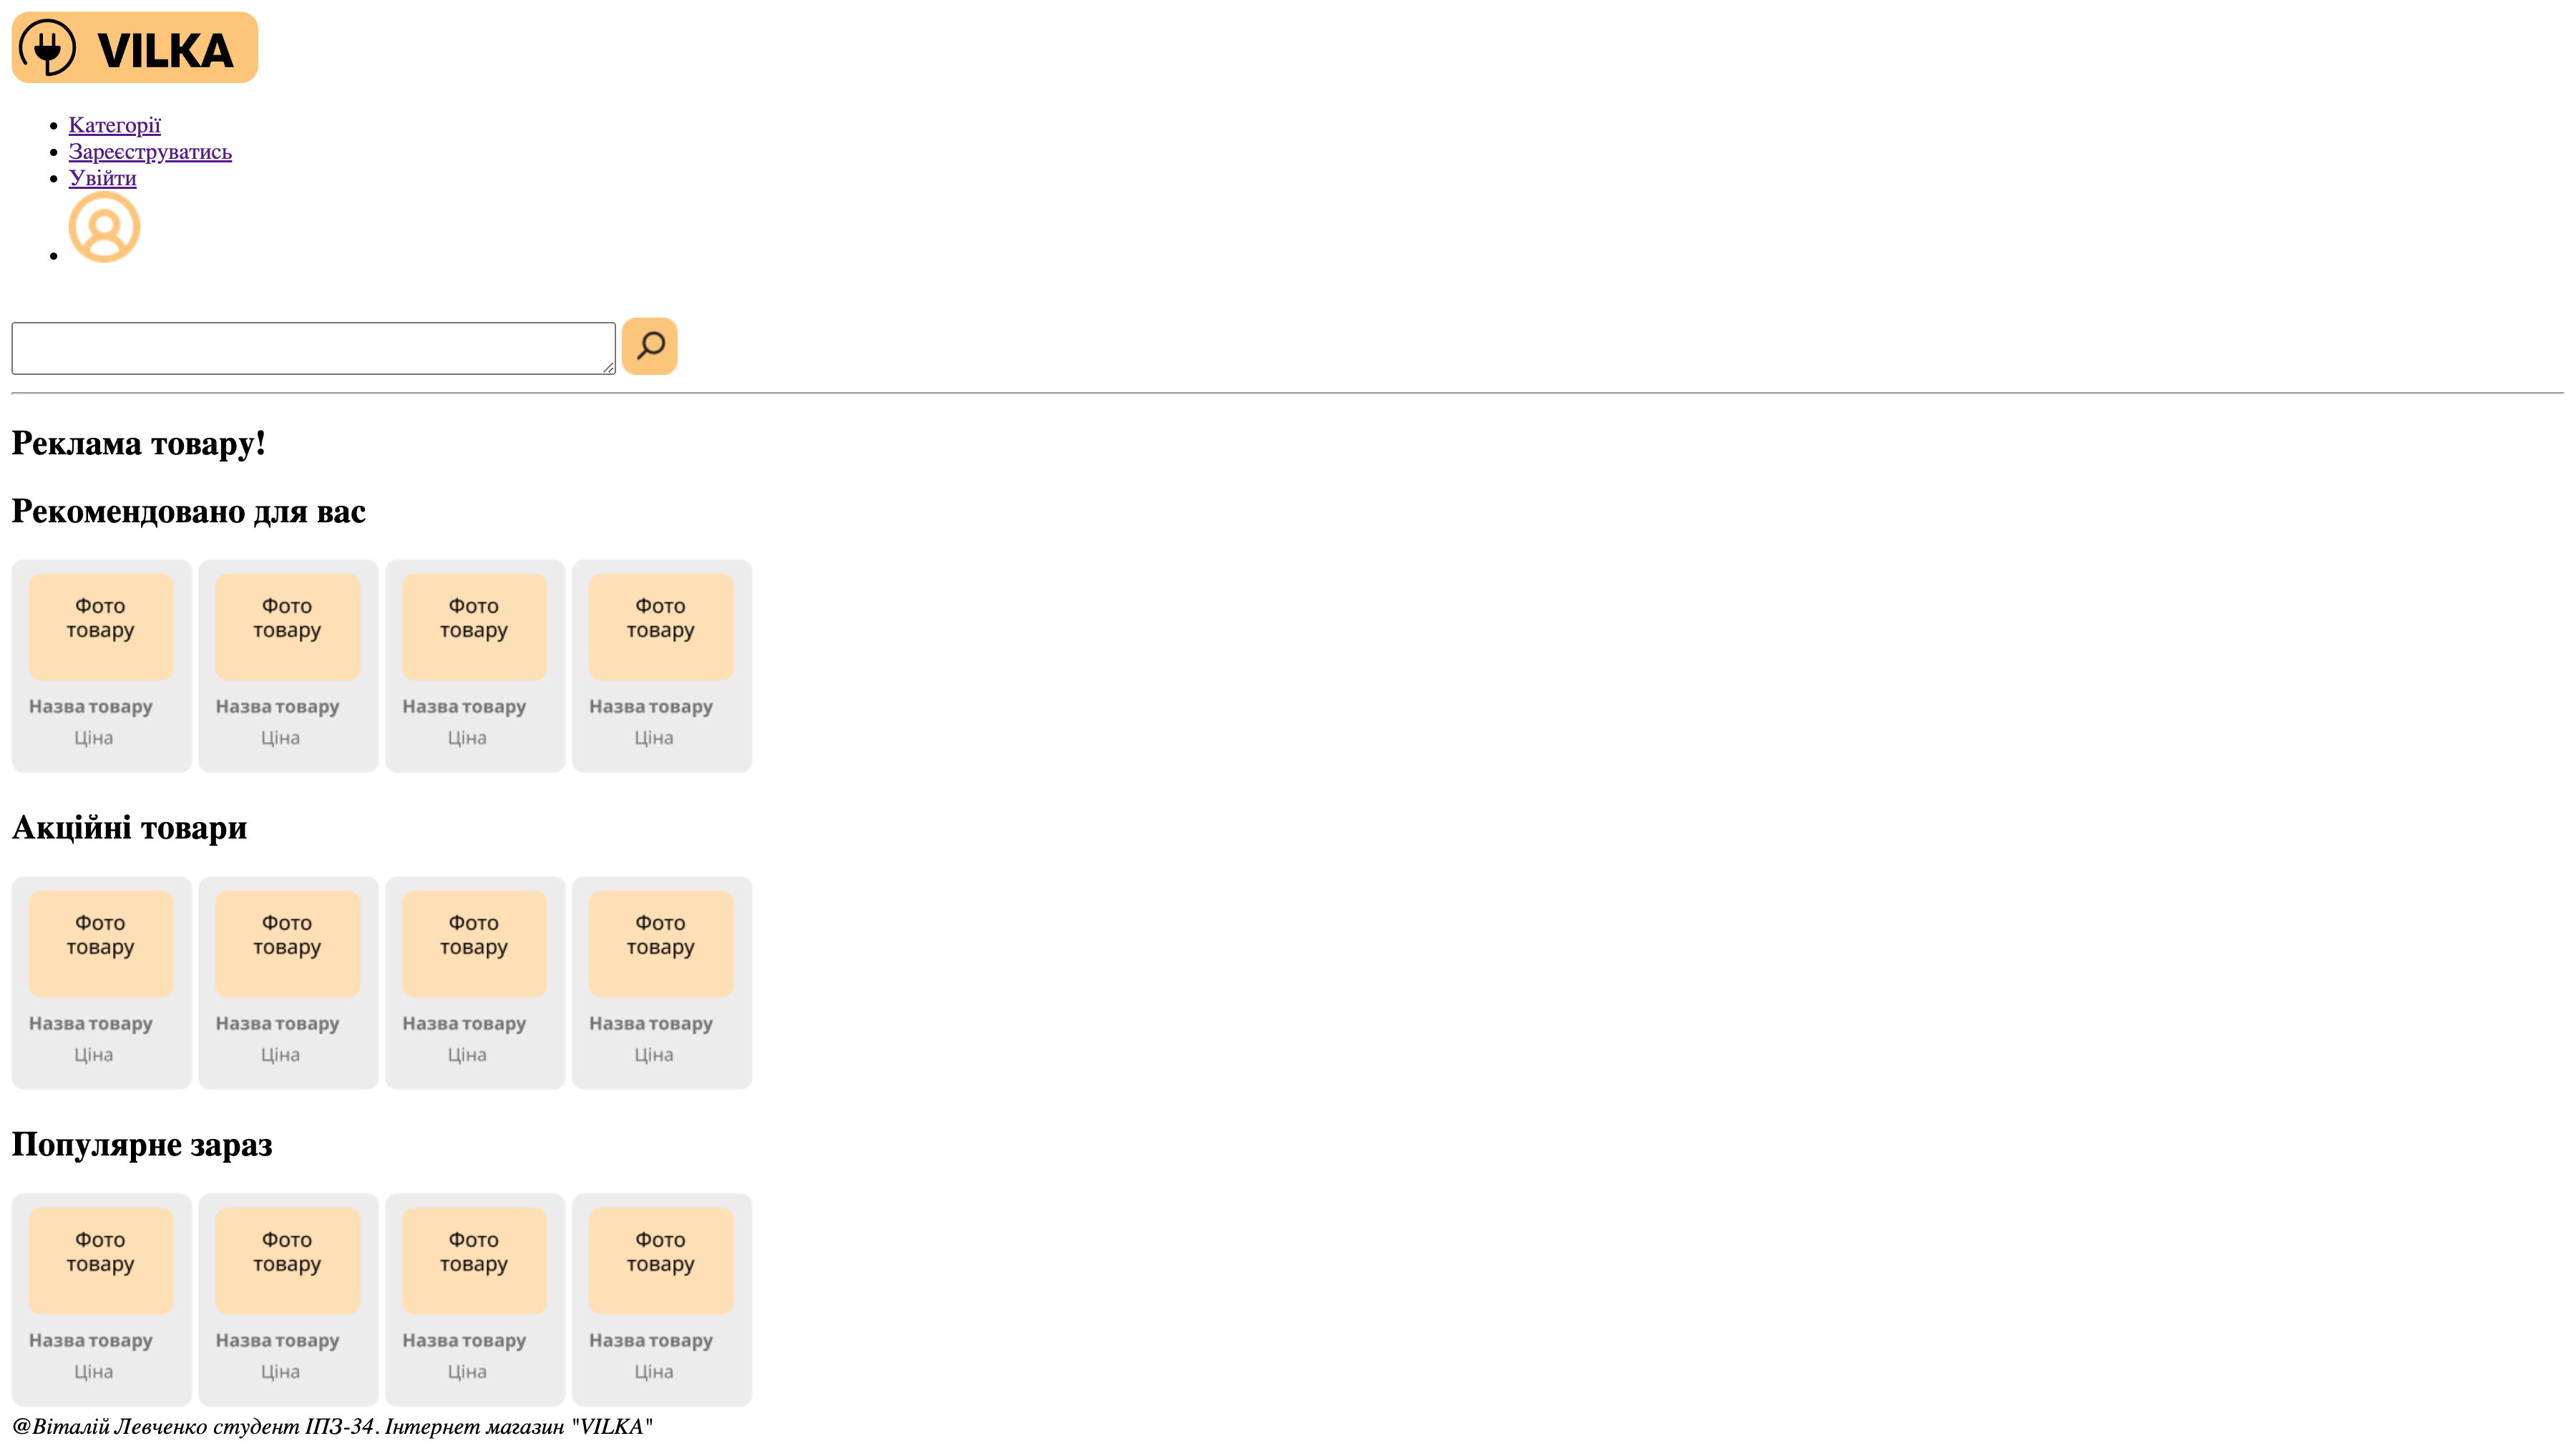 VILKA
Категорії
Зареєструватись
Увійти
Реклама товару!
Рекомендовано для вас
Фото товару Фото товару Фото товару Фото товару
Назва товару Назва товару Назва товару Назва товару
Ціна Ціна Ціна Ціна
Акційні товари
Фото товару Фото товару Фото товару Фото товару
Назва товару Назва товару Назва товару Назва товару
Ціна Ціна Ціна Ціна
Популярне зараз
Фото товару Фото товару Фото товару Фото товару
Назва товару Назва товару Назва товару Назва товару
Ціна Ціна Ціна Ціна
@Віталій Левченко студент ІПЗ-34. Інтернет магазин "VILKA"